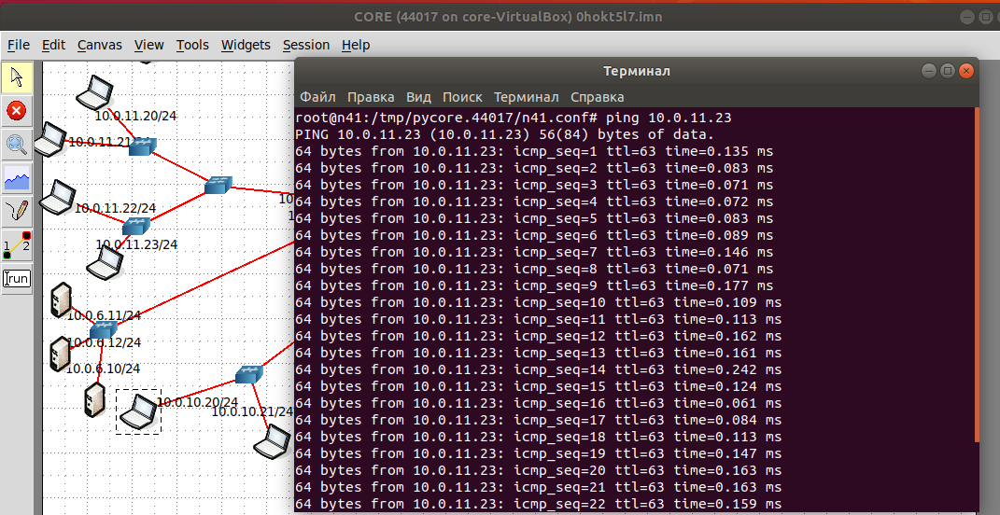 CORE (44017 on core-VirtualBox) 0hokt5l7.imn
File Edit Canvas View Tools Widgets Session Help
Терминал
Файл Правка Вид Поиск Терминал Справка
root@n41:/tmp/pycore.44017/n41.conf# ping 10.0.11.23
PING 10.0.11.23 (10.0.11.23) 56(84) bytes of data.
64 bytes from 10.0.11.23: icmp_seq=1 ttl=63 time=0.135 ms
64 bytes from 10.0.11.23: icmp_seq=2 ttl=63 time=0.083 ms
64 bytes from 10.0.11.23: icmp_seq=3 ttl=63 time=0.071 ms
64 bytes from 10.0.11.23: icmp_seq=4 ttl=63 time=0.072 ms
64 bytes from 10.0.11.23: icmp_seq=5 ttl=63 time=0.083 ms
64 bytes from 10.0.11.23: icmp_seq=6 ttl=63 time=0.089 ms
64 bytes from 10.0.11.23: icmp_seq=7 ttl=63 time=0.146 ms
64 bytes from 10.0.11.23: icmp_seq=8 ttl=63 time=0.071 ms
64 bytes from 10.0.11.23: icmp_seq=9 ttl=63 time=0.177 ms
64 bytes from 10.0.11.23: icmp_seq=10 ttl=63 time=0.109 ms
64 bytes from 10.0.11.23: icmp_seq=11 ttl=63 time=0.113 ms
64 bytes from 10.0.11.23: icmp_seq=12 ttl=63 time=0.162 ms
64 bytes from 10.0.11.23: icmp_seq=13 ttl=63 time=0.161 ms
64 bytes from 10.0.11.23: icmp_seq=14 ttl=63 time=0.242 ms
64 bytes from 10.0.11.23: icmp_seq=15 ttl=63 time=0.124 ms
64 bytes from 10.0.11.23: icmp_seq=16 ttl=63 time=0.061 ms
64 bytes from 10.0.11.23: icmp_seq=17 ttl=63 time=0.084 ms
64 bytes from 10.0.11.23: icmp_seq=18 ttl=63 time=0.113 ms
64 bytes from 10.0.11.23: icmp_seq=19 ttl=63 time=0.147 ms
64 bytes from 10.0.11.23: icmp_seq=20 ttl=63 time=0.163 ms
64 bytes from 10.0.11.23: icmp_seq=21 ttl=63 time=0.163 ms
64 bytes from 10.0.11.23: icmp_seq=22 ttl=63 time=0.159 ms
10.0.11.20/24
10.0.11.22/24
10.0.11.23/24
1 2
run
10.0.6.11/24
10.0.6.12/24
10.0.6.10/24
10.0.10.20/24
10.0.10.21/24